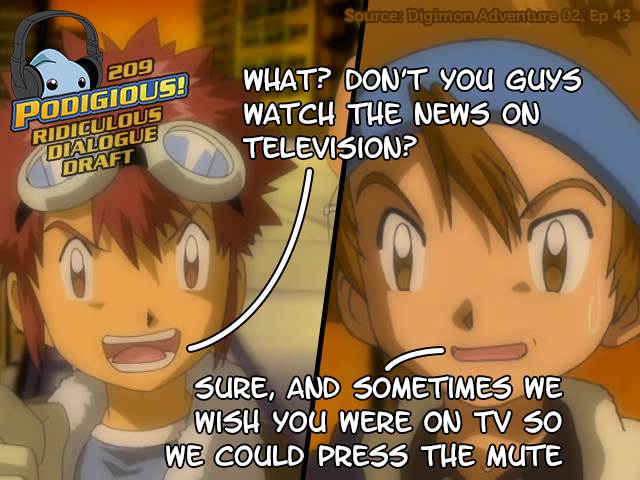 Source: Digimon Adventure 02, Ep 43
209
PODIGIOUS!
RIDICULOUS
DIALOGUE
DRAFT
WHAT? DON'T YOU GUYS
WATCH THE NEWS ON
TELEVISION?
SURE, AND SOMETIMES WE
WISH YOU WERE ON TV SO
WE COULD PRESS THE MUTE